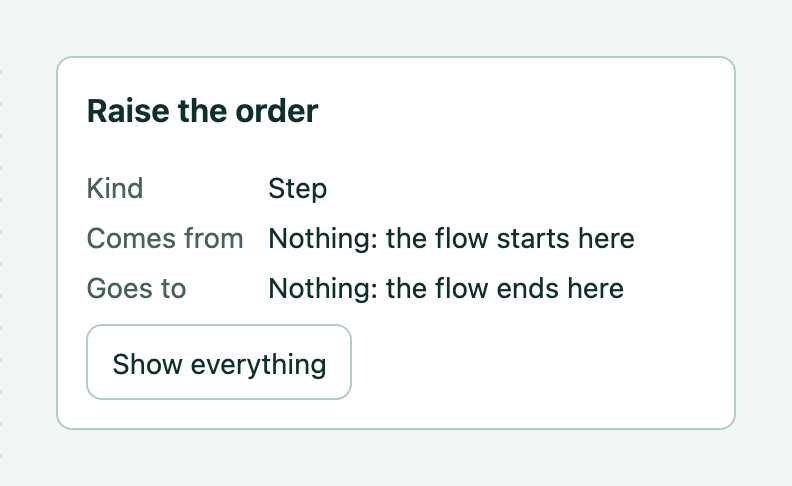 Raise the order
Kind Step
Comes from Nothing: the flow starts here
Goes to Nothing: the flow ends here
Show everything